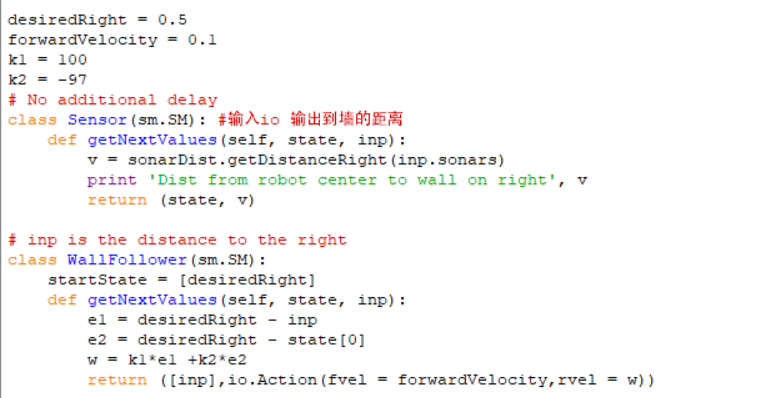 desiredRight = 0.5
forwardVelocity = 0.1
k1 = 100
k2 = -97
# No additional delay
class Sensor(sm.SM): #输入io 输出到墙的距离
    def getNextValues(self, state, inp):
        v = sonarDist.getDistanceRight(inp.sonars)
        print 'Dist from robot center to wall on right', v
        return (state, v)

# inp is the distance to the right
class WallFollower(sm.SM):
    startState = [desiredRight]
    def getNextValues(self, state, inp):
        e1 = desiredRight - inp
        e2 = desiredRight - state[0]
        w = k1*e1 +k2*e2
        return ([inp],io.Action(fvel = forwardVelocity,rvel = w))